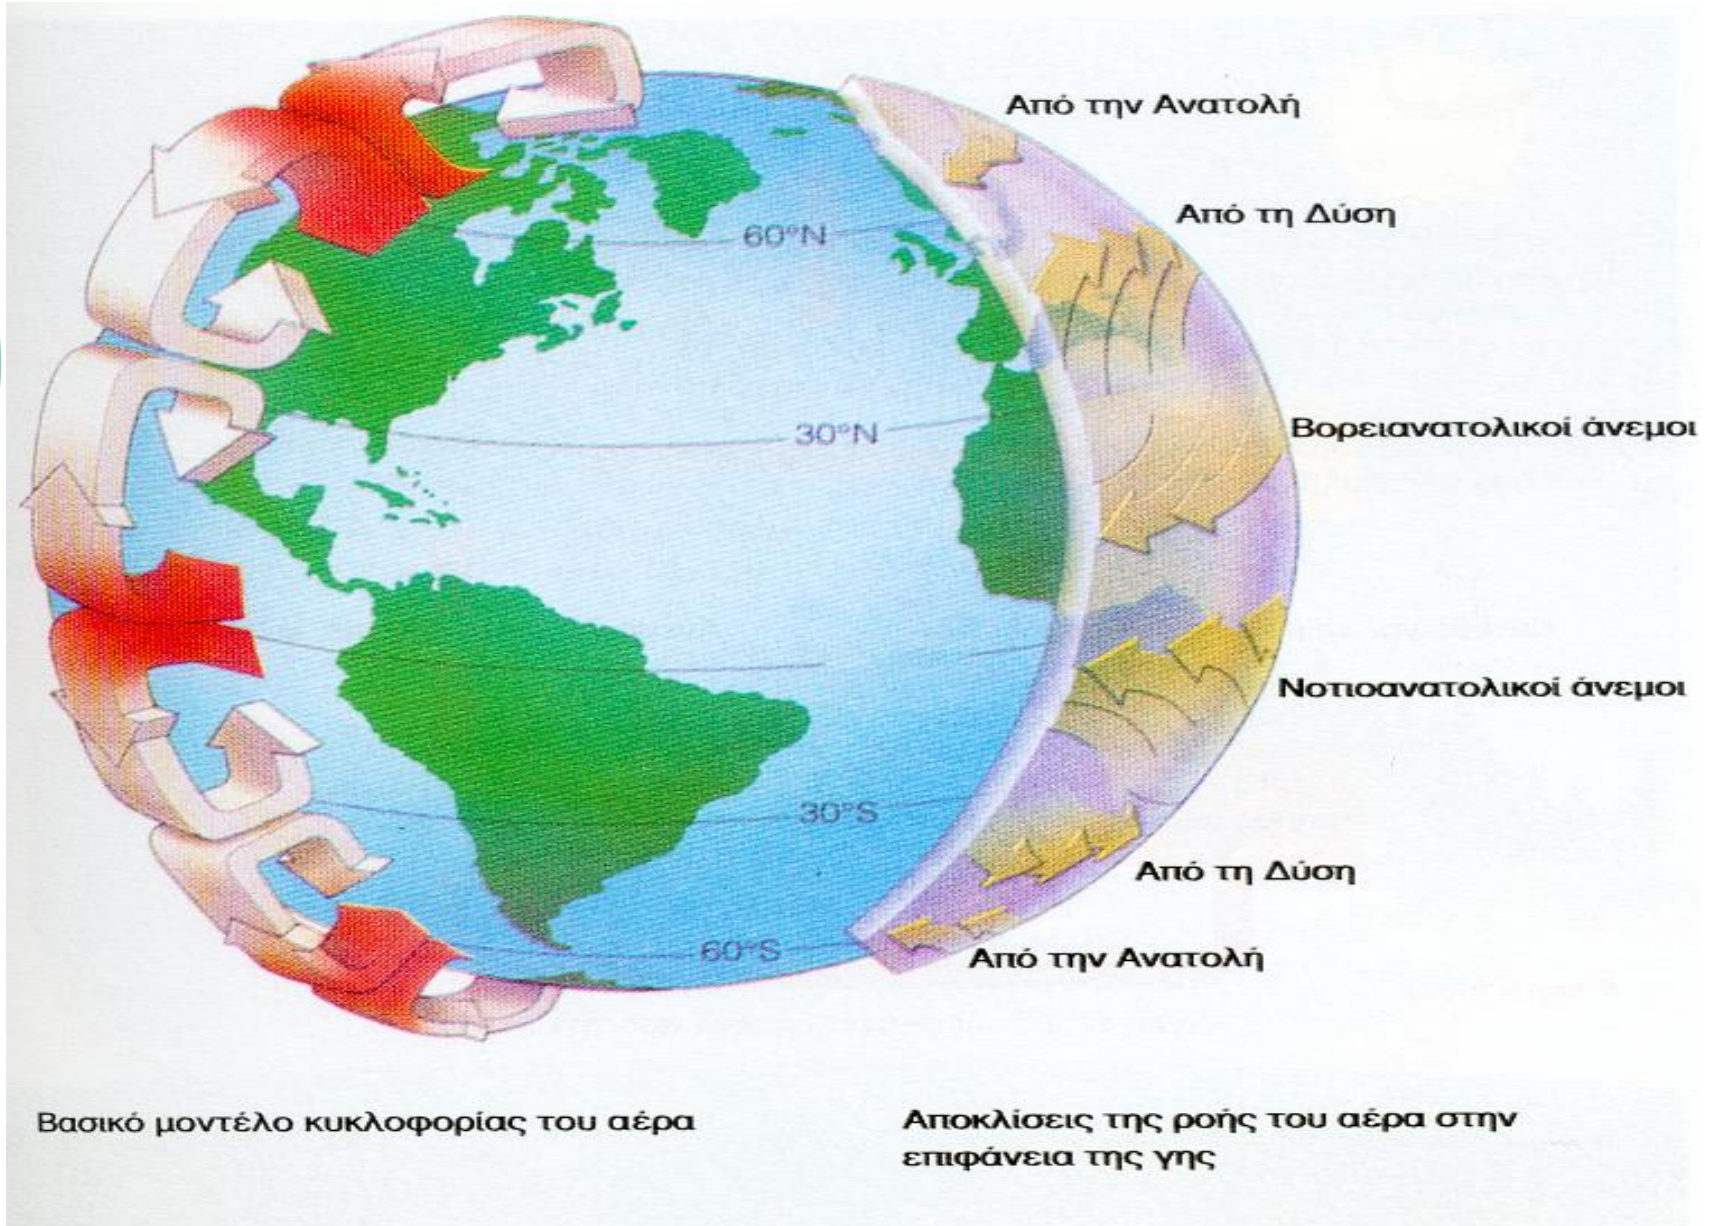 Από την Ανατολή
Από τη Δύση
60°N
30°N
Βορειανατολικοί άνεμοι
Νοτιοανατολικοί άνεμοι
30°S
Από τη Δύση
60°S
Από την Ανατολή
Βασικό μοντέλο κυκλοφορίας του αέρα
Αποκλίσεις της ροής του αέρα στην
επιφάνεια της γης